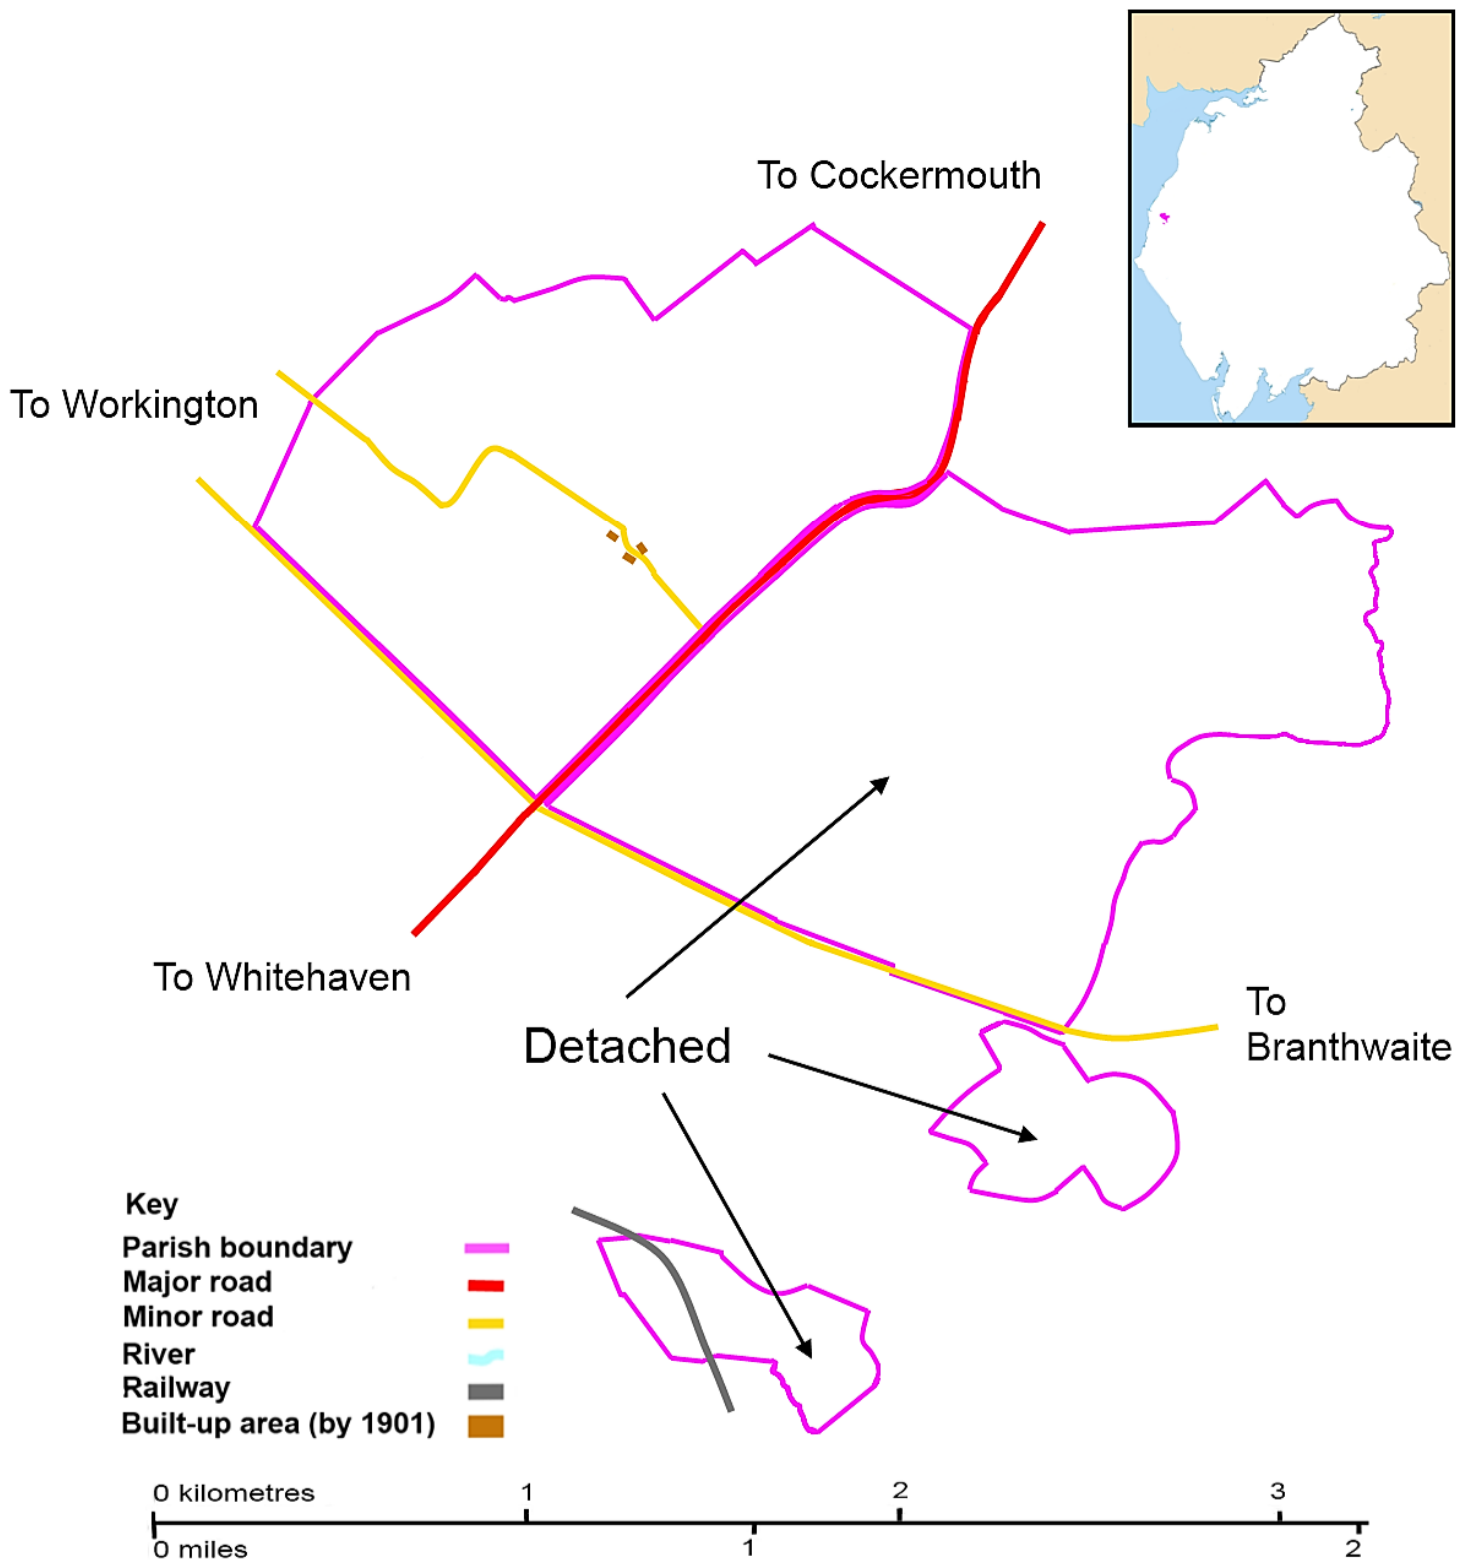 To Cockermouth
To Workington
To Whitehaven
To
Branthwaite
Detached
Key
Parish boundary
Major road
Minor road
River
Railway
Built-up area (by 1901)
0 kilometres 1 2 3
0 miles 1 2